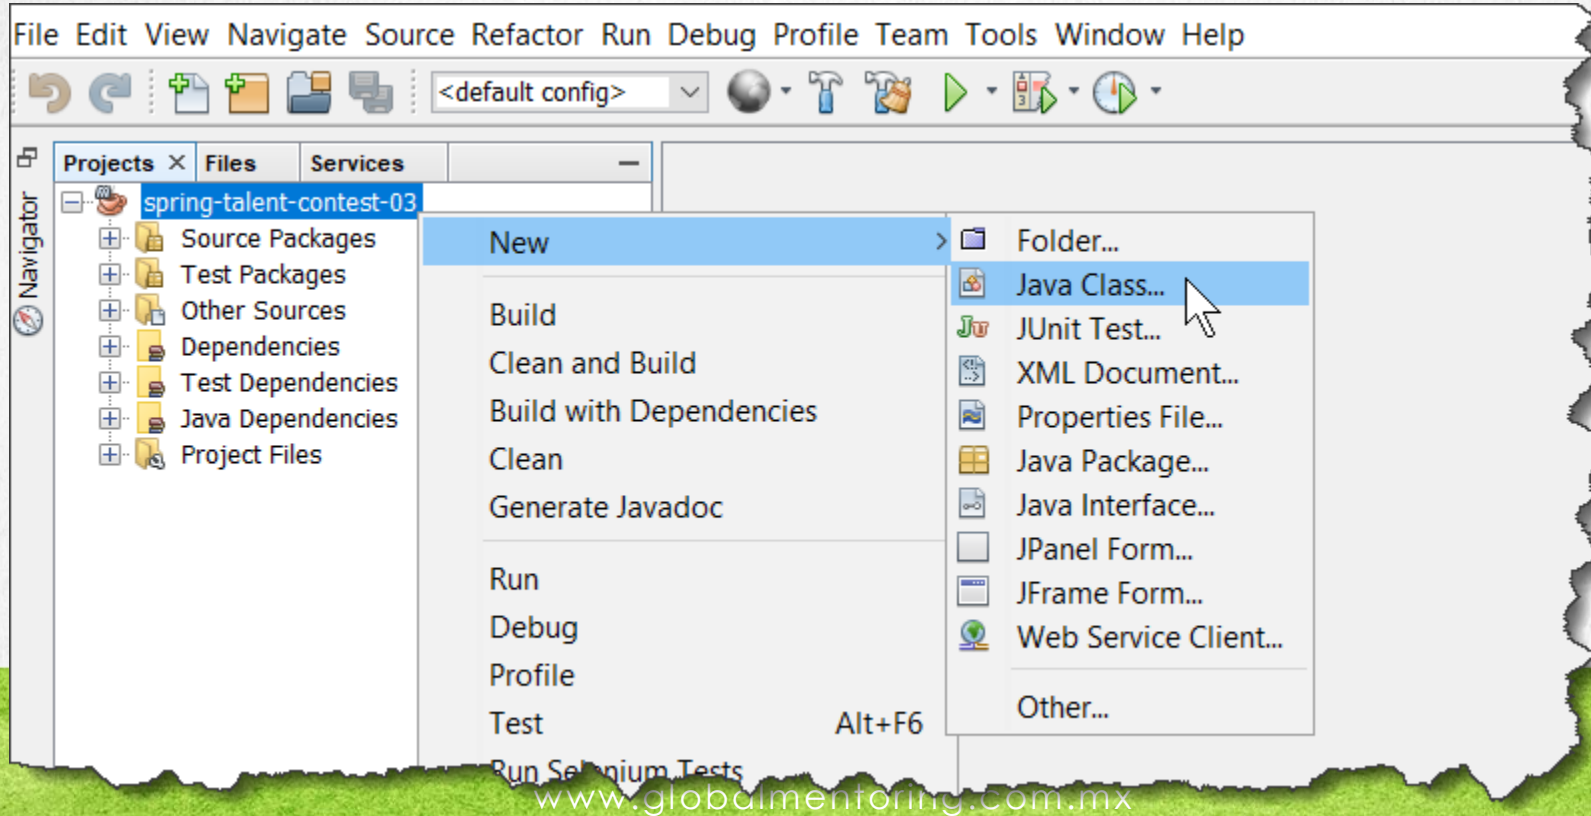 File Edit View Navigate Source Refactor Run Debug Profile Team Tools Window Help
<default config>
Projects Files Services
Navigator
spring-talent-contest-03
Source Packages
Test Packages
Other Sources
Dependencies
Test Dependencies
Java Dependencies
Project Files
New
Build
Clean and Build
Build with Dependencies
Clean
Generate Javadoc
Run
Debug
Profile
Test Alt+F6
Run Selenium Tests
Folder...
Java Class...
JUnit Test...
XML Document...
Properties File...
Java Package...
Java Interface...
JPanel Form...
JFrame Form...
Web Service Client...
Other...
www.globalmentoring.com.mx